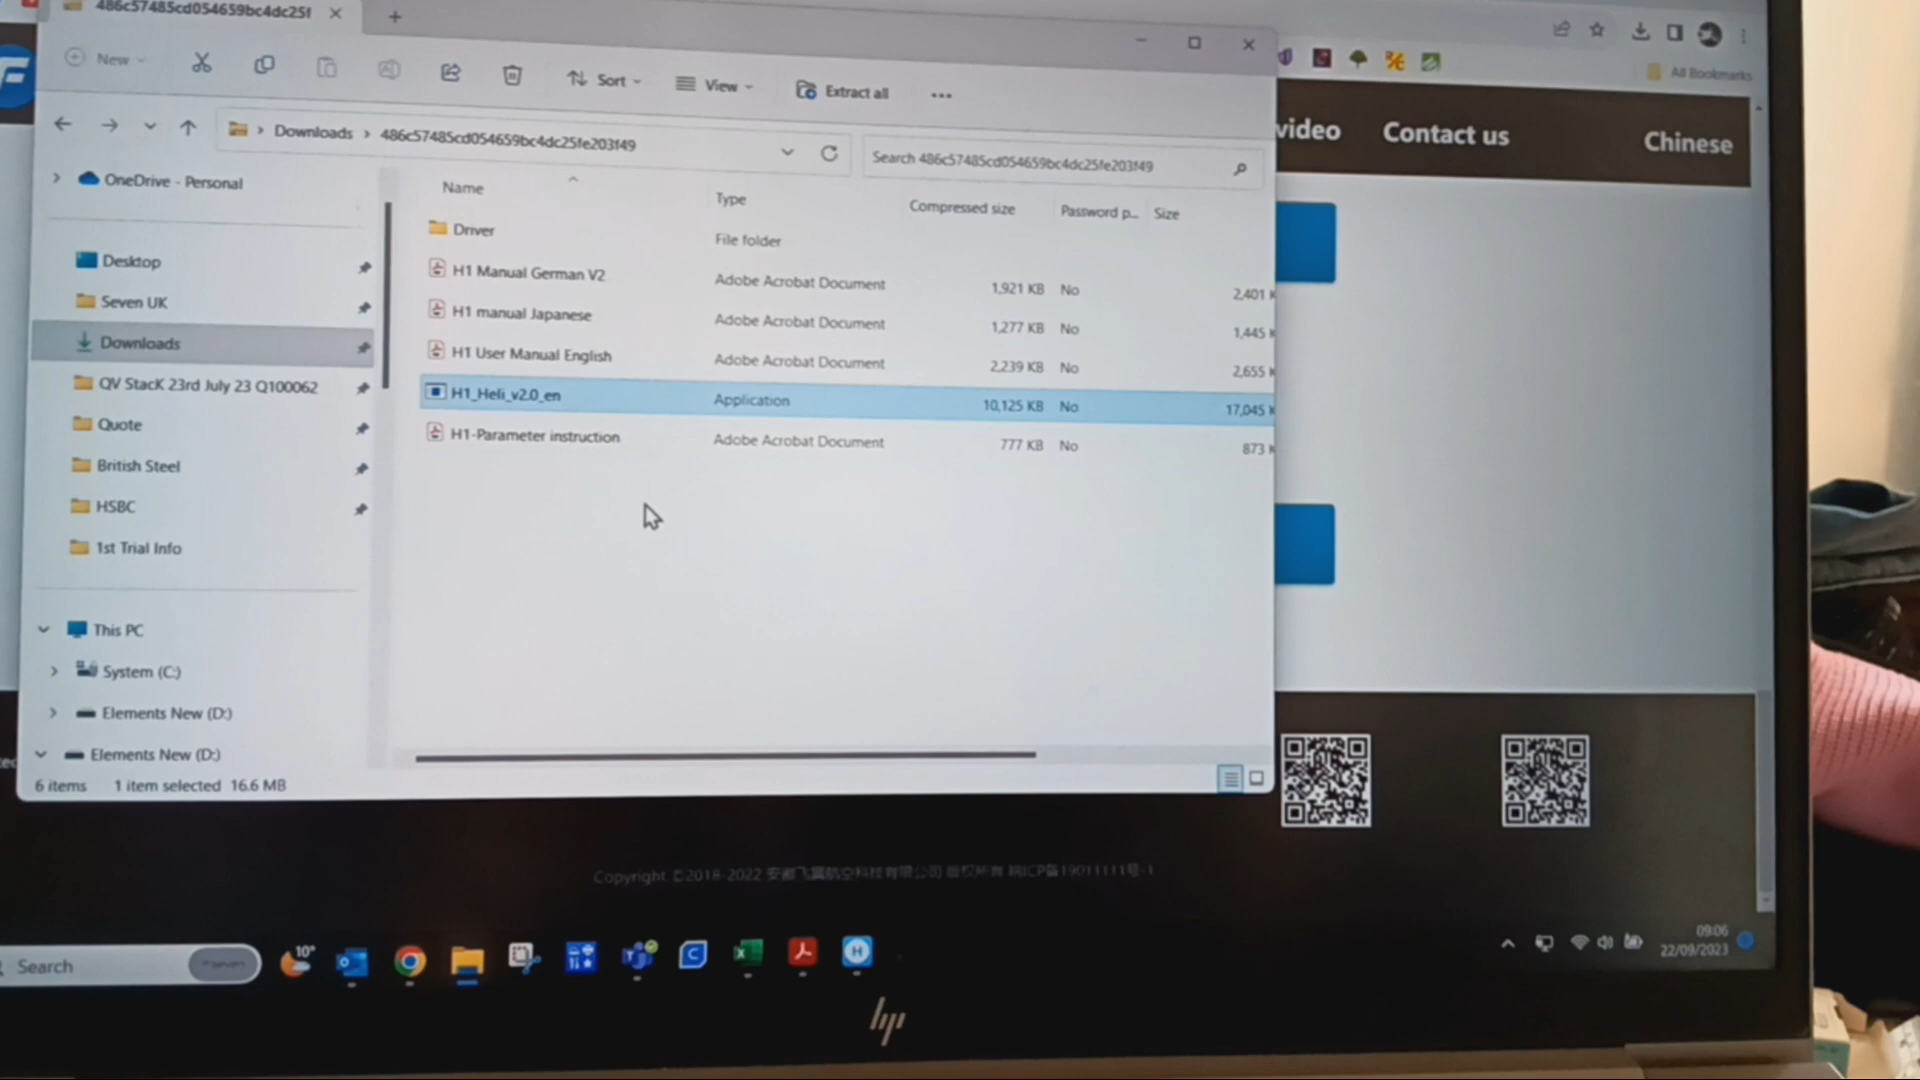 486c57485cd054659bc4dc25f
New
Sort
View
Extract all
All Bookmarks
Downloads > 486c57485cd054659bc4dc25fe203f49
Search 486c57485cd054659bc4dc25fe203f49
video
Contact us
Chinese
OneDrive - Personal
Desktop
Seven UK
Downloads
QV StacK 23rd July 23 Q100062
Quote
British Steel
HSBC
1st Trial Info
This PC
System (C:)
Elements New (D:)
Elements New (D:)
Name Type Compressed size Password p... Size
Driver File folder
H1 Manual German V2 Adobe Acrobat Document 1,921 KB No 2,401 K
H1 manual Japanese Adobe Acrobat Document 1,277 KB No 1,445 K
H1 User Manual English Adobe Acrobat Document 2,239 KB No 2,655 K
H1_Heli_v2.0_en Application 10,125 KB No 17,045 K
H1-Parameter instruction Adobe Acrobat Document 777 KB No 873 K
6 items 1 item selected 16.6 MB
Copyright ©2018-2022 安徽飞翼航空科技有限公司 版权所有 皖ICP备19011111号-1
Search
10°
09:06
22/09/2023
hp